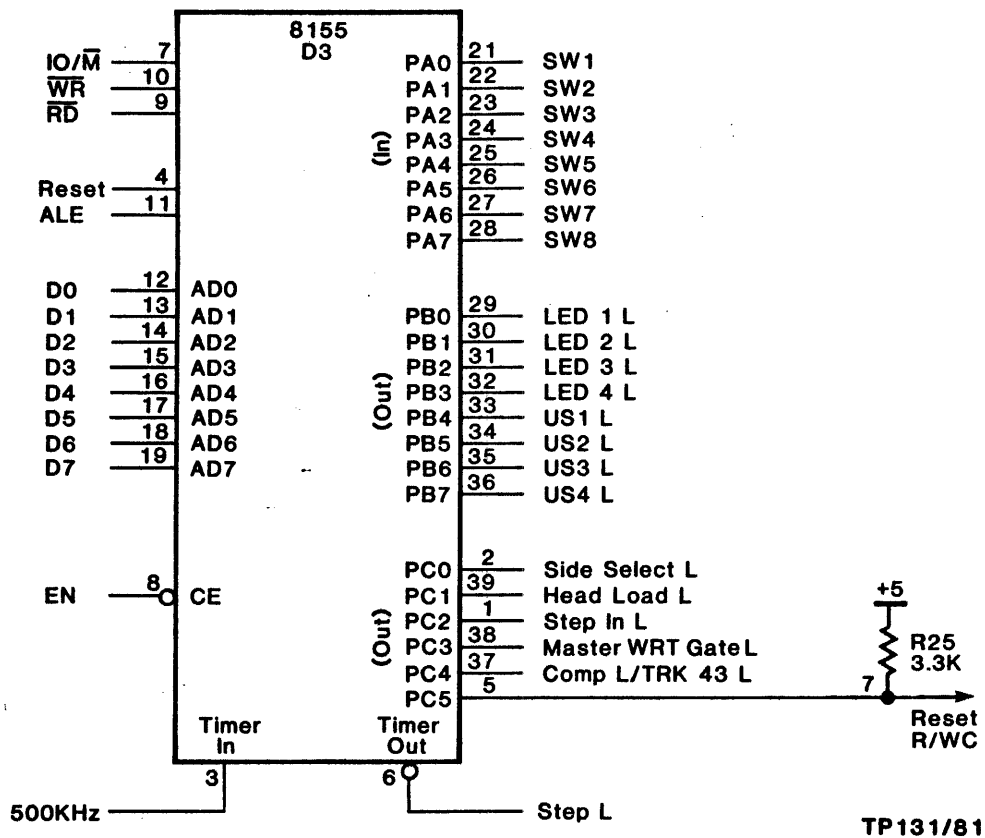 8155
D3
IO/M̅ 7 PA0 21 SW1
W̅R̅ 10 PA1 22 SW2
R̅D̅ 9 PA2 23 SW3
(In)
PA3 24 SW4
PA4 25 SW5
Reset 4 PA5 26 SW6
ALE 11 PA6 27 SW7
PA7 28 SW8
D0 12 AD0
D1 13 AD1 PB0 29 LED 1 L
D2 14 AD2 PB1 30 LED 2 L
D3 15 AD3 PB2 31 LED 3 L
D4 16 AD4 PB3 32 LED 4 L
(Out)
D5 17 AD5 PB4 33 US1 L
D6 18 AD6 PB5 34 US2 L
D7 19 AD7 PB6 35 US3 L
PB7 36 US4 L
PC0 2 Side Select L
EN 8 CE PC1 39 Head Load L
PC2 1 Step In L
(Out)
PC3 38 Master WRT Gate L
PC4 37 Comp L/TRK 43 L
PC5 5 7
+5
R25
3.3K
Reset
R/WC
Timer
In
Timer
Out
3 6
500KHz Step L
TP131/81